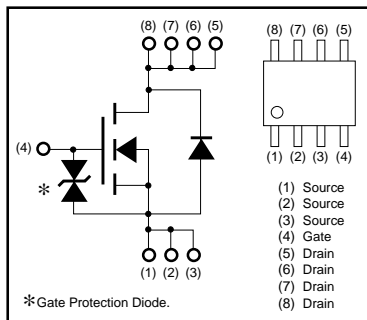 (8) (7) (6) (5)
(8) (7) (6) (5)
(4)
*
(1) (2) (3)
(1) (2) (3) (4)
(1) Source
(2) Source
(3) Source
(4) Gate
(5) Drain
(6) Drain
(7) Drain
(8) Drain
*Gate Protection Diode.